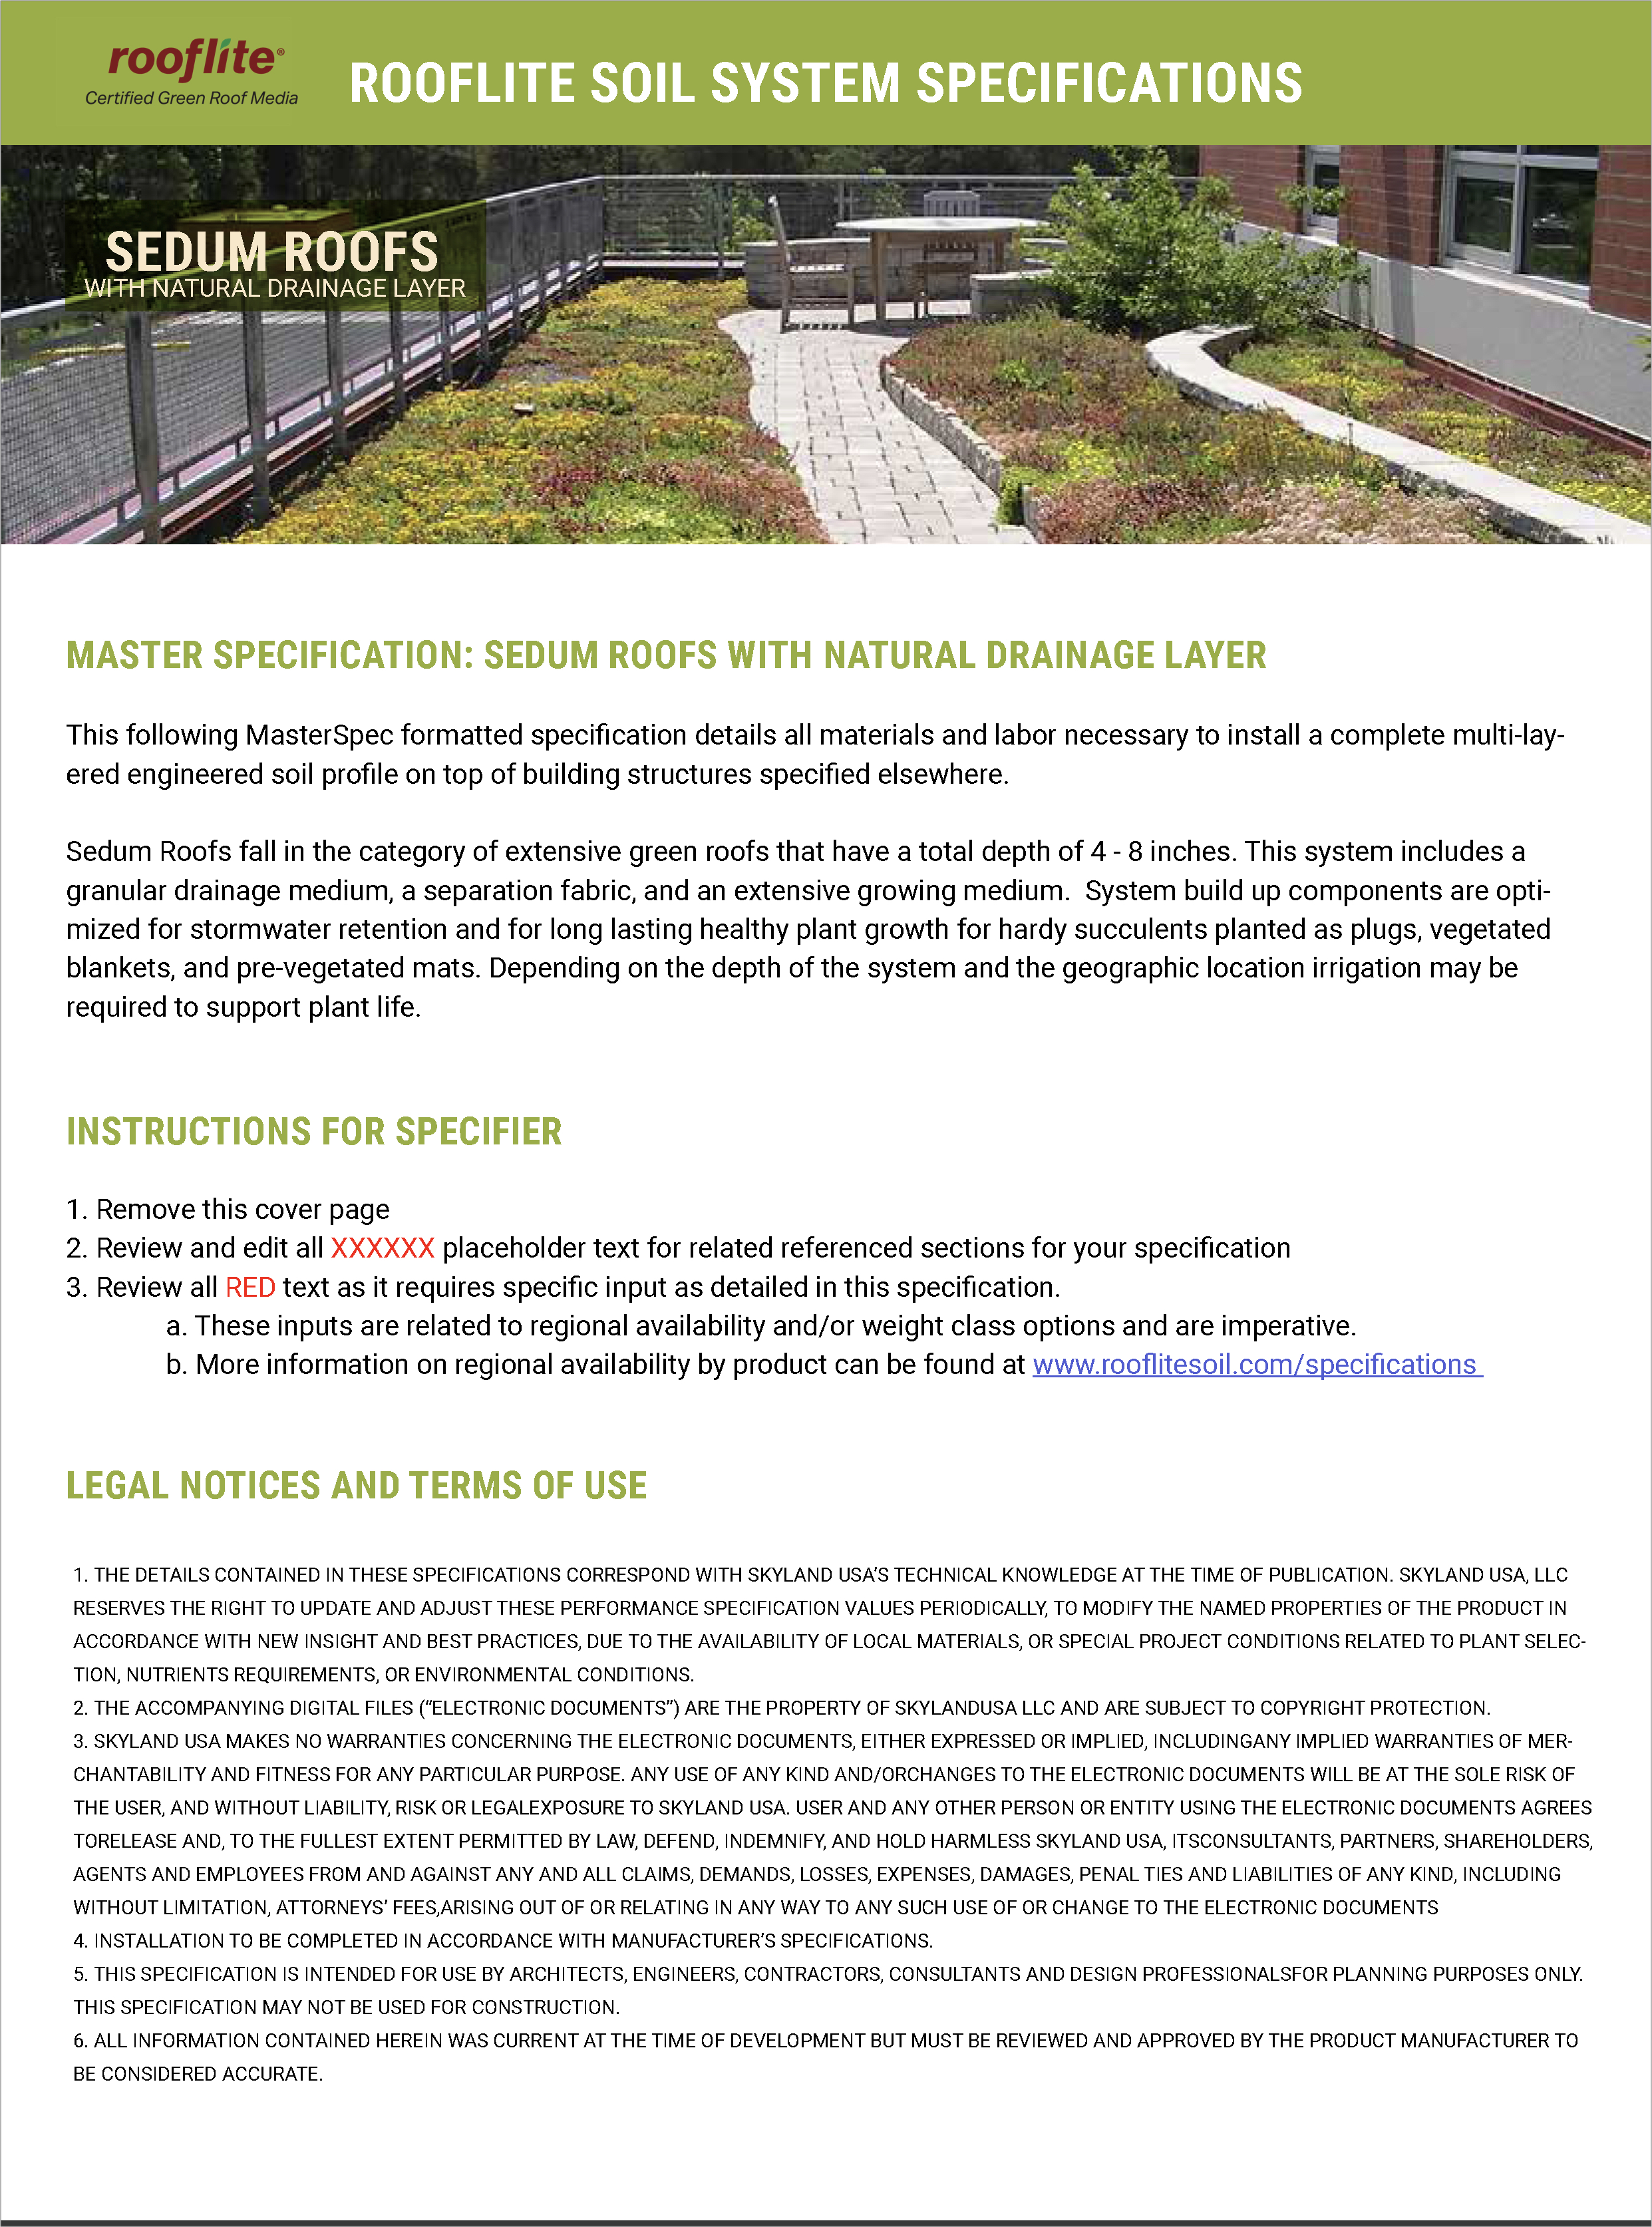 rooflite®
Certified Green Roof Media
ROOFLITE SOIL SYSTEM SPECIFICATIONS
SEDUM ROOFS
WITH NATURAL DRAINAGE LAYER
MASTER SPECIFICATION: SEDUM ROOFS WITH NATURAL DRAINAGE LAYER
This following MasterSpec formatted specification details all materials and labor necessary to install a complete multi-lay-
ered engineered soil profile on top of building structures specified elsewhere.
Sedum Roofs fall in the category of extensive green roofs that have a total depth of 4 - 8 inches. This system includes a
granular drainage medium, a separation fabric, and an extensive growing medium.  System build up components are opti-
mized for stormwater retention and for long lasting healthy plant growth for hardy succulents planted as plugs, vegetated
blankets, and pre-vegetated mats. Depending on the depth of the system and the geographic location irrigation may be
required to support plant life.
INSTRUCTIONS FOR SPECIFIER
1. Remove this cover page
2. Review and edit all XXXXXX placeholder text for related referenced sections for your specification
3. Review all RED text as it requires specific input as detailed in this specification.
a. These inputs are related to regional availability and/or weight class options and are imperative.
b. More information on regional availability by product can be found at www.rooflitesoil.com/specifications
LEGAL NOTICES AND TERMS OF USE
1. THE DETAILS CONTAINED IN THESE SPECIFICATIONS CORRESPOND WITH SKYLAND USA’S TECHNICAL KNOWLEDGE AT THE TIME OF PUBLICATION. SKYLAND USA, LLC
RESERVES THE RIGHT TO UPDATE AND ADJUST THESE PERFORMANCE SPECIFICATION VALUES PERIODICALLY, TO MODIFY THE NAMED PROPERTIES OF THE PRODUCT IN
ACCORDANCE WITH NEW INSIGHT AND BEST PRACTICES, DUE TO THE AVAILABILITY OF LOCAL MATERIALS, OR SPECIAL PROJECT CONDITIONS RELATED TO PLANT SELEC-
TION, NUTRIENTS REQUIREMENTS, OR ENVIRONMENTAL CONDITIONS.
2. THE ACCOMPANYING DIGITAL FILES (“ELECTRONIC DOCUMENTS”) ARE THE PROPERTY OF SKYLANDUSA LLC AND ARE SUBJECT TO COPYRIGHT PROTECTION.
3. SKYLAND USA MAKES NO WARRANTIES CONCERNING THE ELECTRONIC DOCUMENTS, EITHER EXPRESSED OR IMPLIED, INCLUDINGANY IMPLIED WARRANTIES OF MER-
CHANTABILITY AND FITNESS FOR ANY PARTICULAR PURPOSE. ANY USE OF ANY KIND AND/ORCHANGES TO THE ELECTRONIC DOCUMENTS WILL BE AT THE SOLE RISK OF
THE USER, AND WITHOUT LIABILITY, RISK OR LEGALEXPOSURE TO SKYLAND USA. USER AND ANY OTHER PERSON OR ENTITY USING THE ELECTRONIC DOCUMENTS AGREES
TORELEASE AND, TO THE FULLEST EXTENT PERMITTED BY LAW, DEFEND, INDEMNIFY, AND HOLD HARMLESS SKYLAND USA, ITSCONSULTANTS, PARTNERS, SHAREHOLDERS,
AGENTS AND EMPLOYEES FROM AND AGAINST ANY AND ALL CLAIMS, DEMANDS, LOSSES, EXPENSES, DAMAGES, PENAL TIES AND LIABILITIES OF ANY KIND, INCLUDING
WITHOUT LIMITATION, ATTORNEYS’ FEES,ARISING OUT OF OR RELATING IN ANY WAY TO ANY SUCH USE OF OR CHANGE TO THE ELECTRONIC DOCUMENTS
4. INSTALLATION TO BE COMPLETED IN ACCORDANCE WITH MANUFACTURER’S SPECIFICATIONS.
5. THIS SPECIFICATION IS INTENDED FOR USE BY ARCHITECTS, ENGINEERS, CONTRACTORS, CONSULTANTS AND DESIGN PROFESSIONALSFOR PLANNING PURPOSES ONLY.
THIS SPECIFICATION MAY NOT BE USED FOR CONSTRUCTION.
6. ALL INFORMATION CONTAINED HEREIN WAS CURRENT AT THE TIME OF DEVELOPMENT BUT MUST BE REVIEWED AND APPROVED BY THE PRODUCT MANUFACTURER TO
BE CONSIDERED ACCURATE.